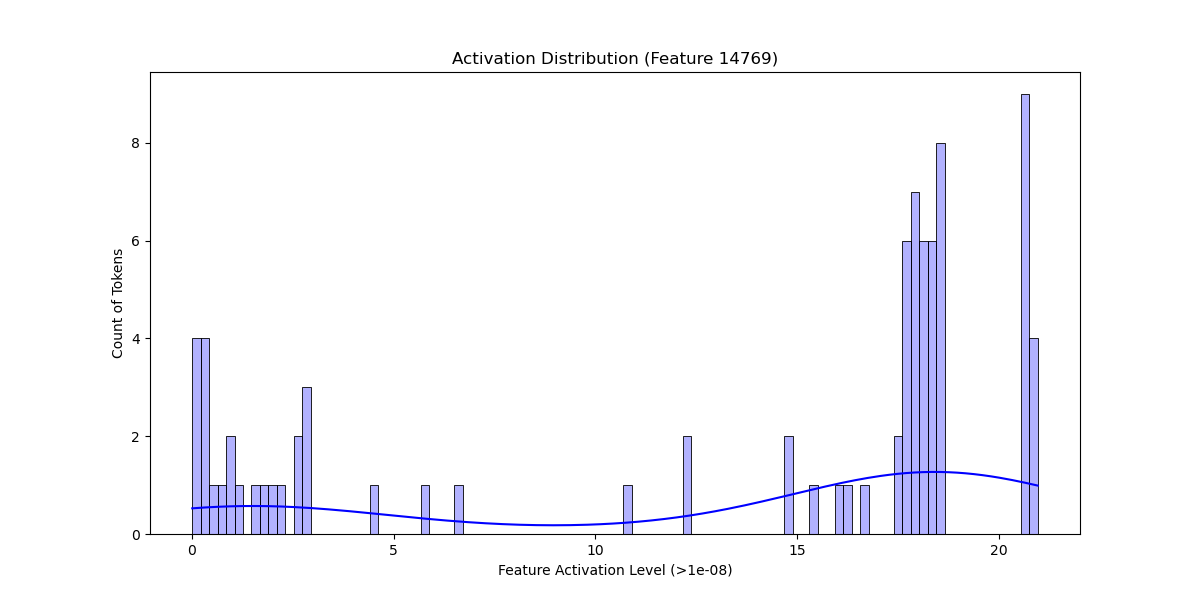 Activation Distribution (Feature 14769)
Count of Tokens
8
6
4
2
0
0 5 10 15 20
Feature Activation Level (>1e-08)